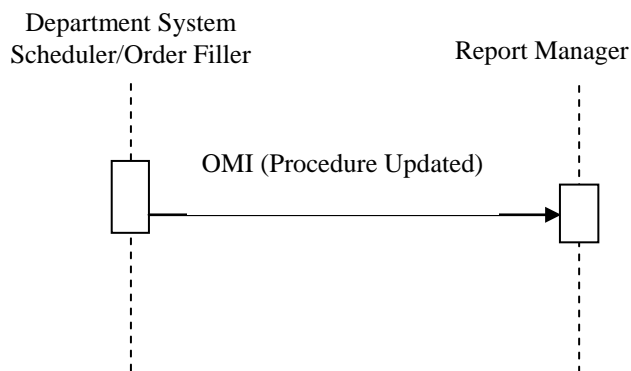 Department System
Scheduler/Order Filler
Report Manager
OMI (Procedure Updated)